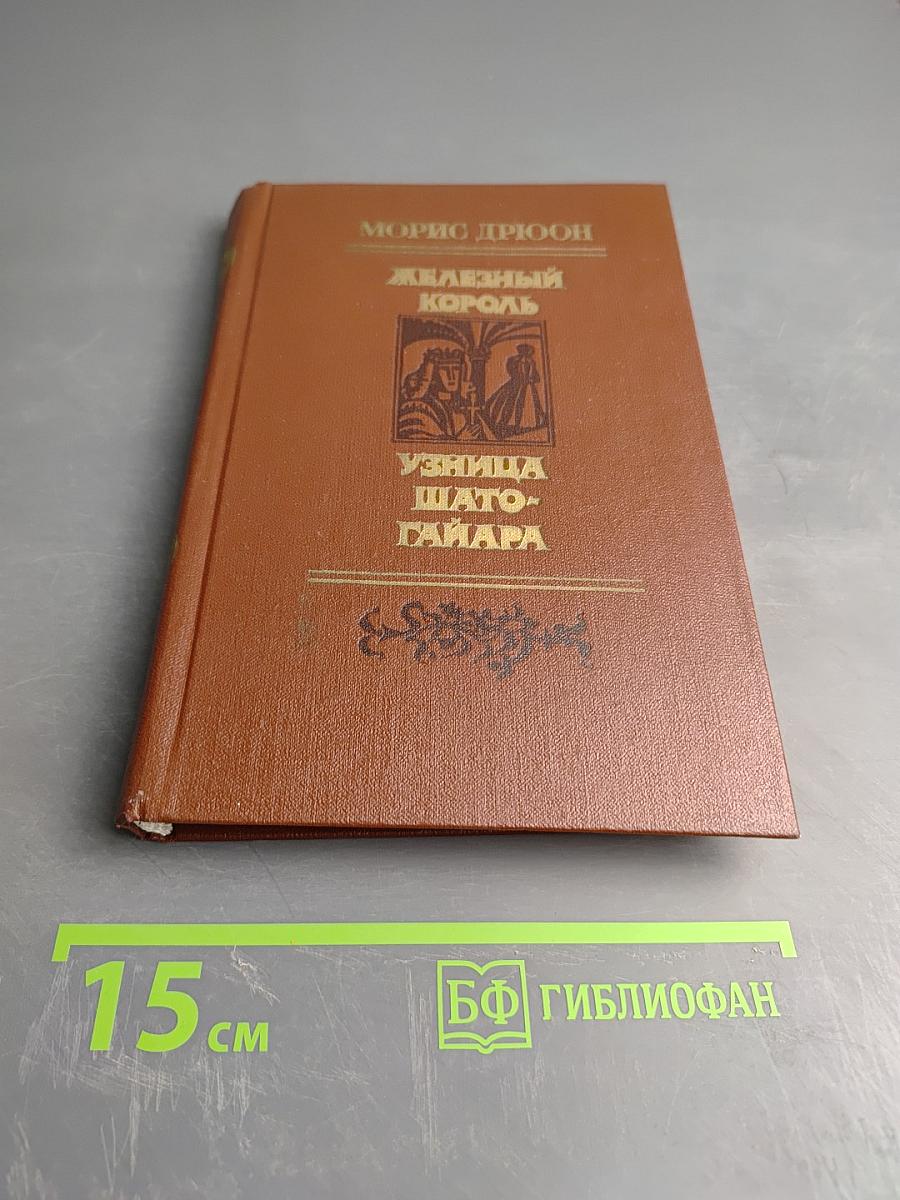 МОРИС ДРЮОН
ЖЕЛЕЗНЫЙ
КОРОЛЬ
УЗНИЦА
ШАТО-
ГАЙАРА
15 см
БФ ГИБЛИОФАН